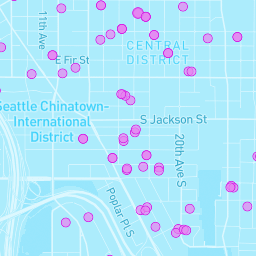 11th Ave
CENTRAL
DISTRICT
E Fir St
Seattle Chinatown-
International
District
S Jackson St
20th Ave S
Poplar Pl S